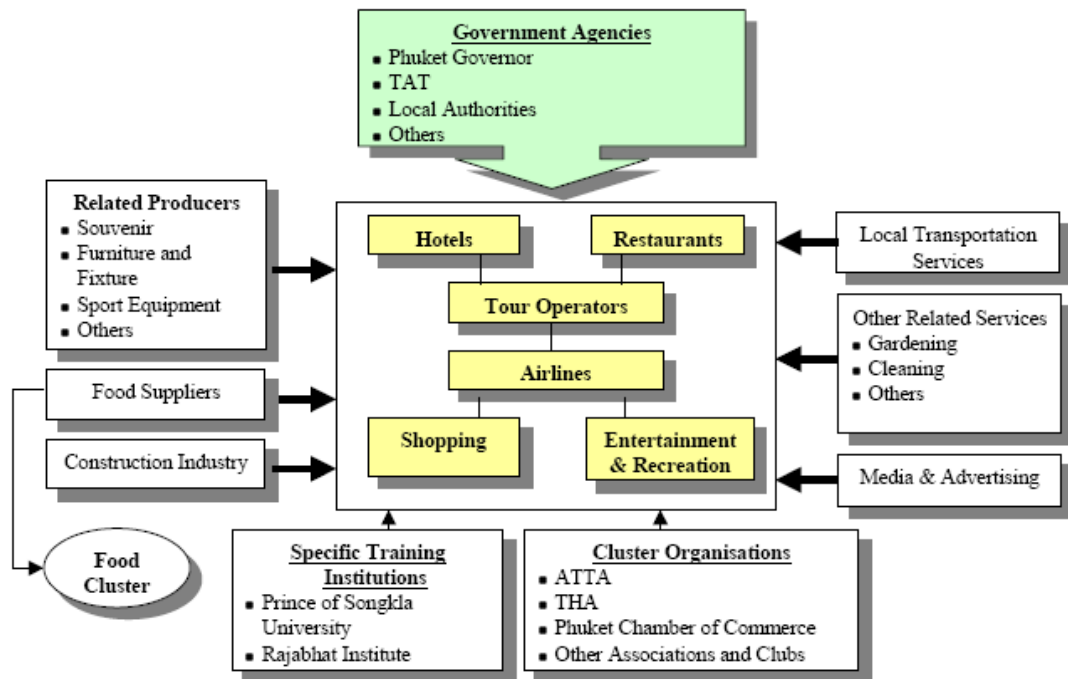 Government Agencies
▪ Phuket Governor
▪ TAT
▪ Local Authorities
▪ Others
Related Producers
▪ Souvenir
▪ Furniture and
Fixture
▪ Sport Equipment
▪ Others
Food Suppliers
Construction Industry
Food
Cluster
Hotels
Restaurants
Tour Operators
Airlines
Shopping
Entertainment
& Recreation
Local Transportation
Services
Other Related Services
▪ Gardening
▪ Cleaning
▪ Others
Media & Advertising
Specific Training
Institutions
▪ Prince of Songkla
University
▪ Rajabhat Institute
Cluster Organisations
▪ ATTA
▪ THA
▪ Phuket Chamber of Commerce
▪ Other Associations and Clubs